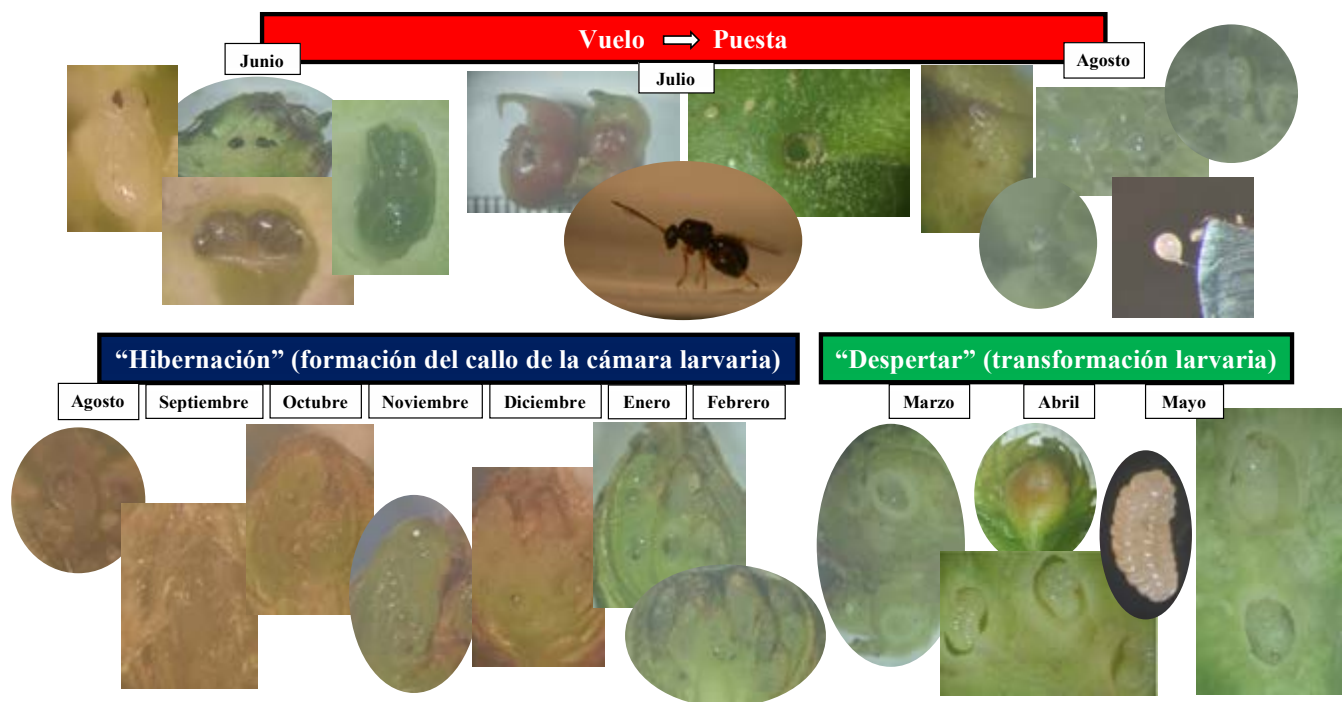 Vuelo ⇨ Puesta
Junio
Julio
Agosto
“Hibernación” (formación del callo de la cámara larvaria)
“Despertar” (transformación larvaria)
Agosto
Septiembre
Octubre
Noviembre
Diciembre
Enero
Febrero
Marzo
Abril
Mayo